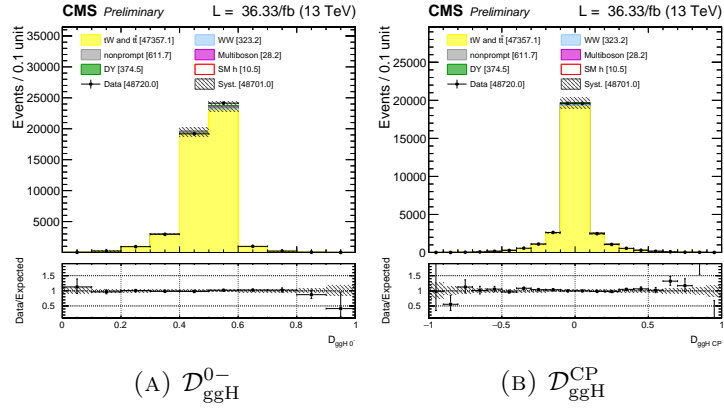 CMS Preliminary L = 36.33/fb (13 TeV)
Events / 0.1 unit
tW and tt̄ [47357.1] WW [323.2]
nonprompt [611.7] Multiboson [28.2]
DY [374.5] SM h [10.5]
Data [48720.0] Syst. [48701.0]
35000
30000
25000
20000
15000
10000
5000
Data/Expected
1.5
1
0.5
0 0.2 0.4 0.6 0.8 1
D ggH 0-
(A) 𝒟 0− ggH
CMS Preliminary L = 36.33/fb (13 TeV)
Events / 0.1 unit
tW and tt̄ [47357.1] WW [323.2]
nonprompt [611.7] Multiboson [28.2]
DY [374.5] SM h [10.5]
Data [48720.0] Syst. [48701.0]
25000
20000
15000
10000
5000
0
Data/Expected
1.5
1
0.5
−1 −0.5 0 0.5 1
D ggH CP
(B) 𝒟 CP ggH